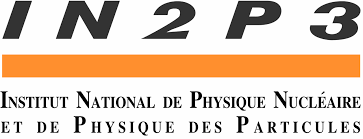 IN2P3
INSTITUT NATIONAL DE PHYSIQUE NUCLÉAIRE
ET DE PHYSIQUE DES PARTICULES